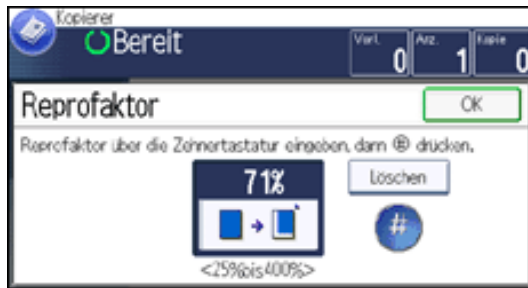 Kopierer
Bereit
Vorl. 0 Anz. 1 Kopie 0
Reprofaktor
OK
Reprofaktor über die Zehnertastatur eingeben, dann # drücken.
71%
Löschen
#
<25%bis400%>